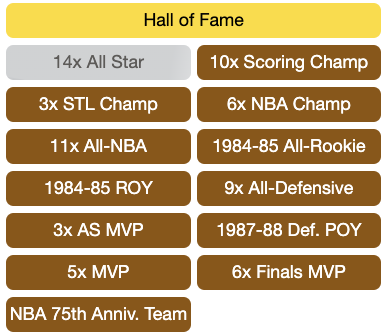 Hall of Fame
14x All Star
10x Scoring Champ
3x STL Champ
6x NBA Champ
11x All-NBA
1984-85 All-Rookie
1984-85 ROY
9x All-Defensive
3x AS MVP
1987-88 Def. POY
5x MVP
6x Finals MVP
NBA 75th Anniv. Team